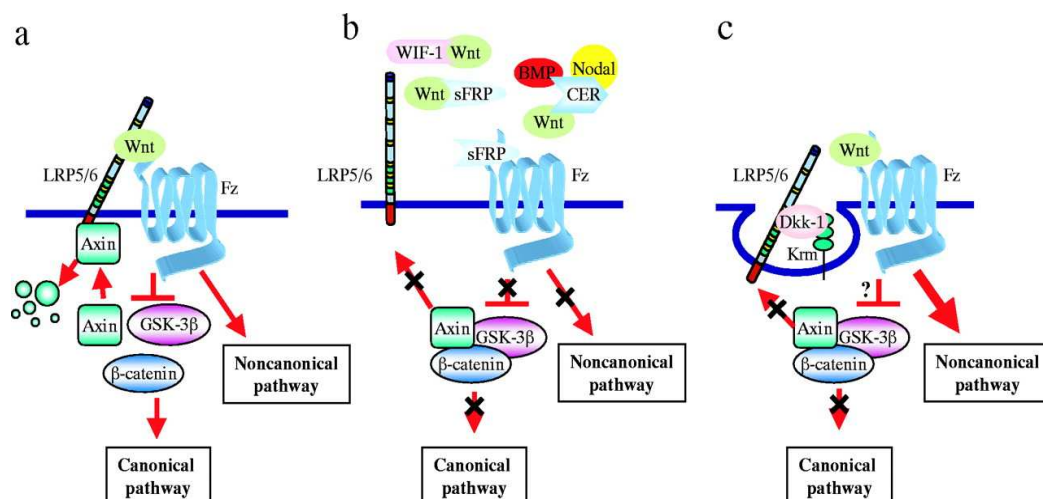 a
Wnt
LRP5/6
Fz
Axin
Axin
GSK-3β
β-catenin
Noncanonical
pathway
Canonical
pathway
b
WIF-1 Wnt
BMP
Nodal
Wnt sFRP
CER
Wnt
sFRP
LRP5/6
Fz
Axin
GSK-3β
β-catenin
Noncanonical
pathway
Canonical
pathway
c
Wnt
LRP5/6
Fz
Dkk-1
Krm
?
Axin
GSK-3β
β-catenin
Noncanonical
pathway
Canonical
pathway